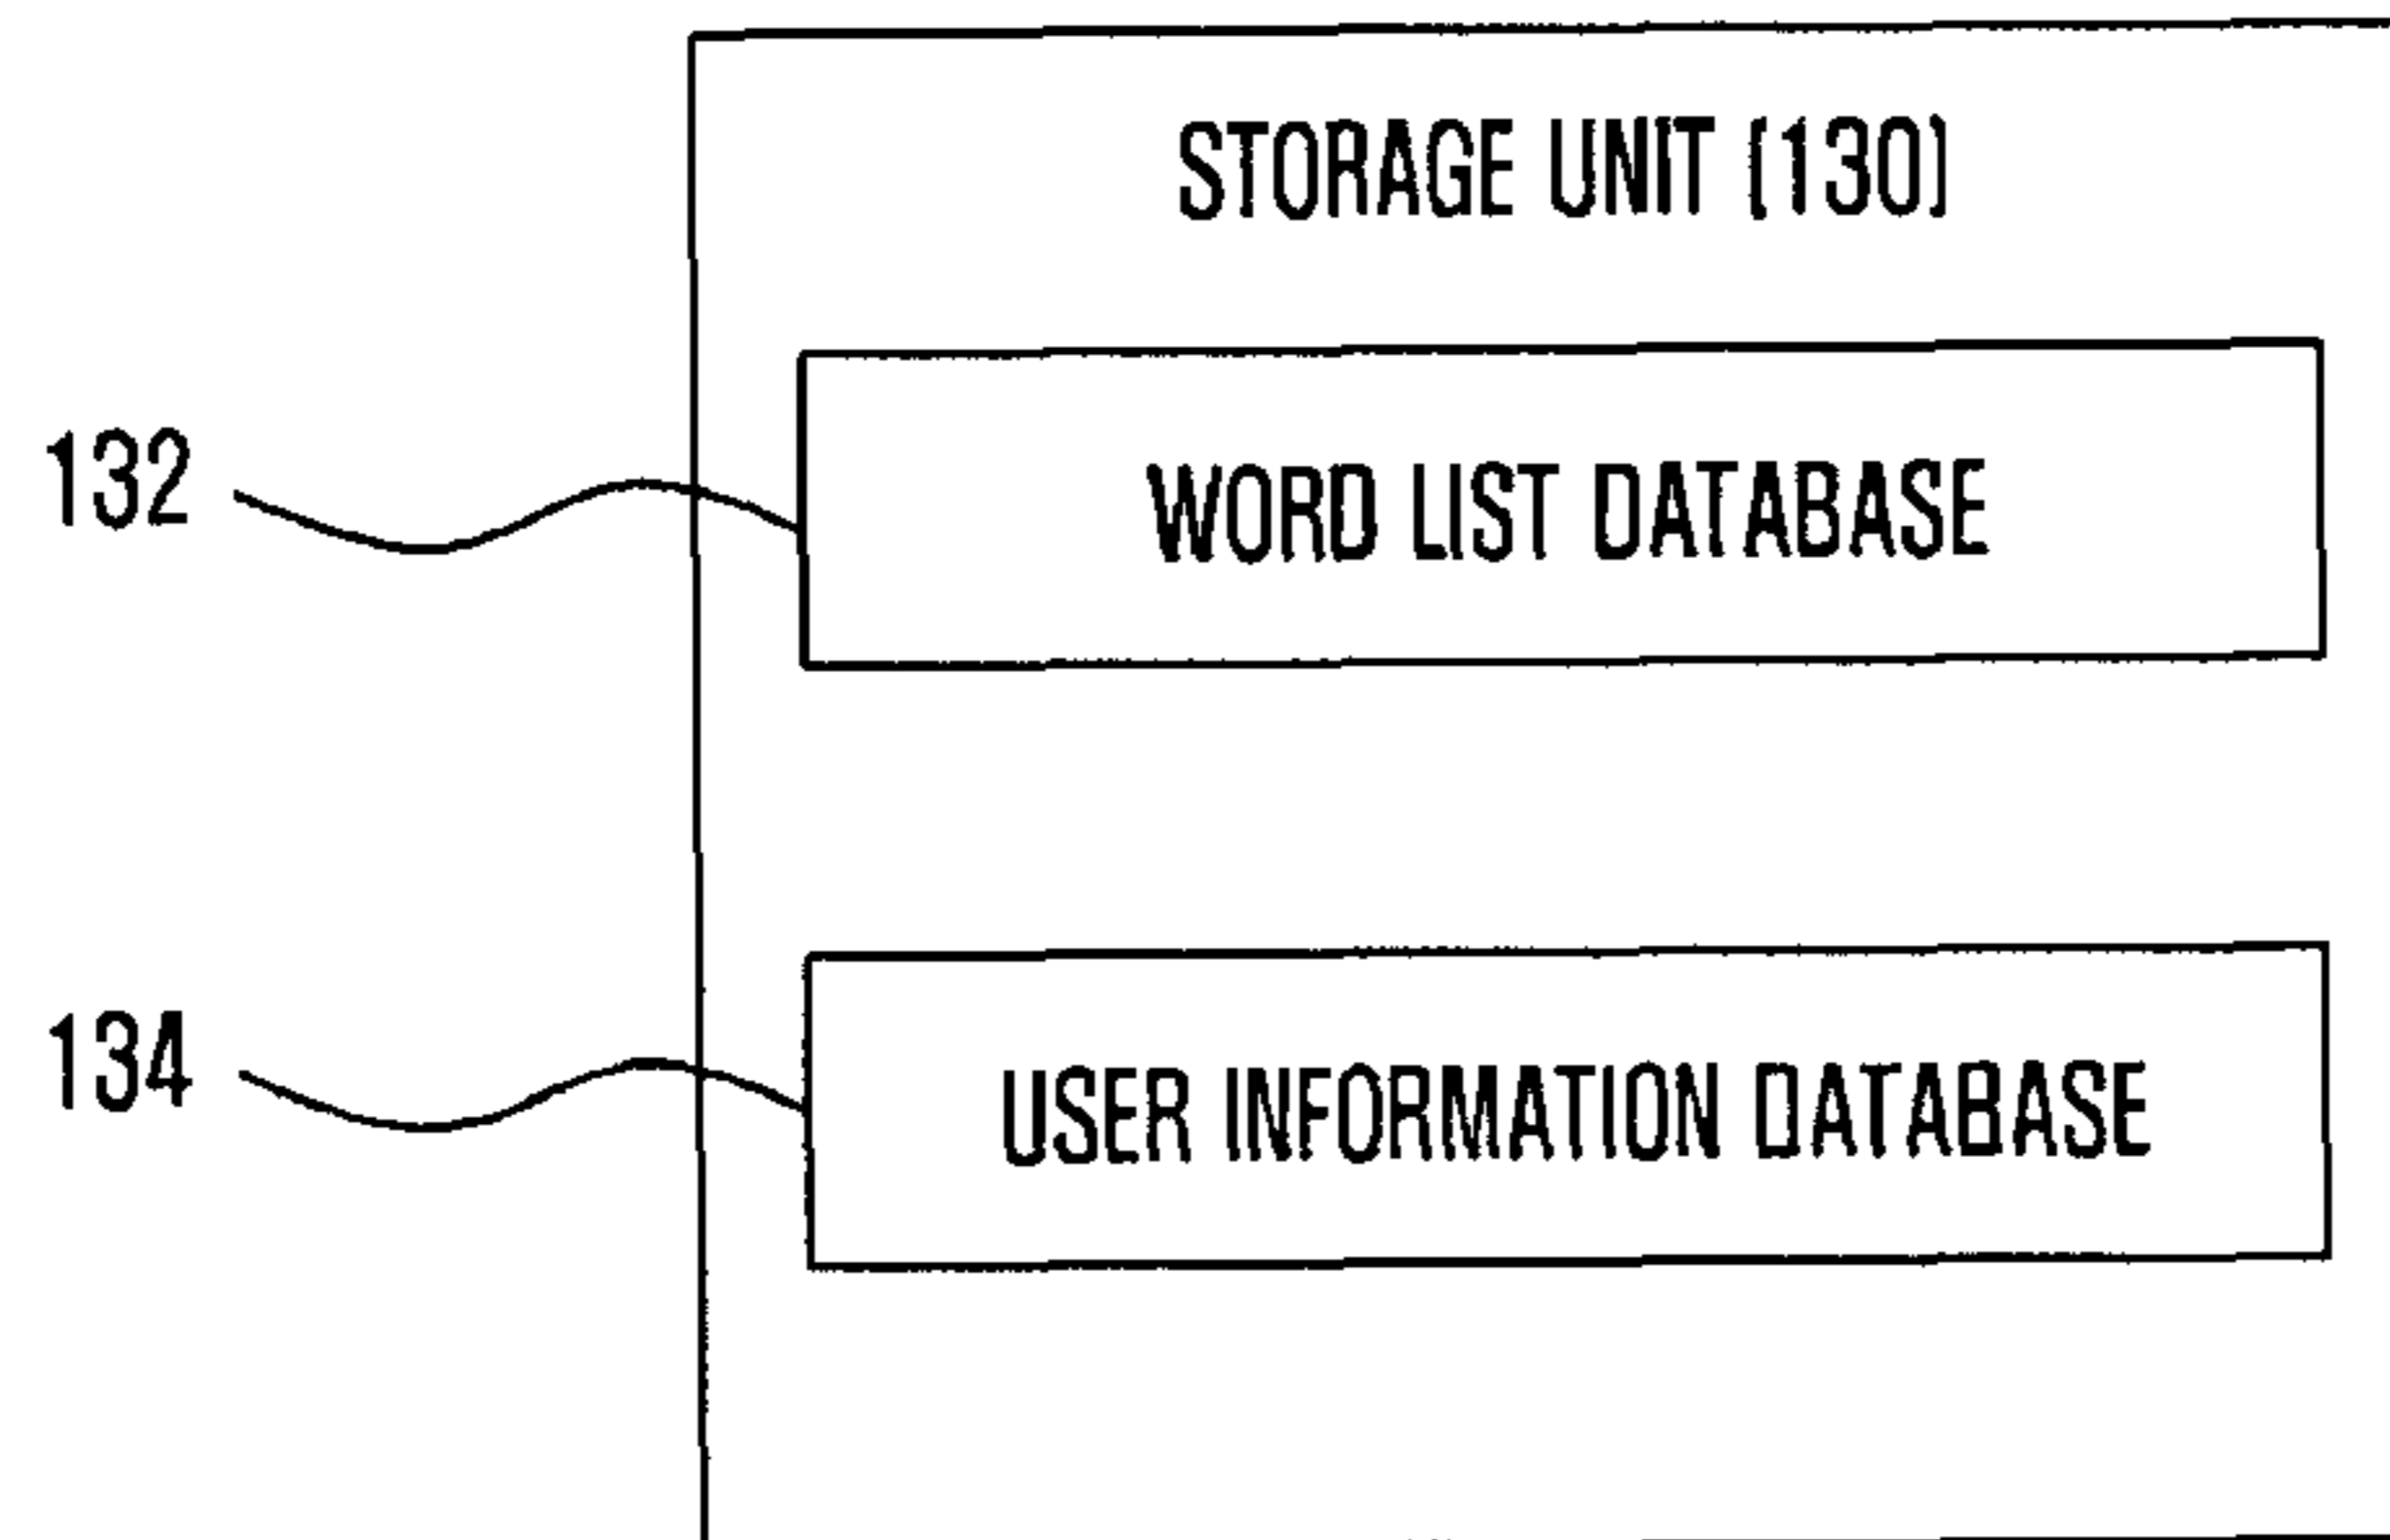 STORAGE UNIT (130)
132
WORD LIST DATABASE
134
USER INFORMATION DATABASE